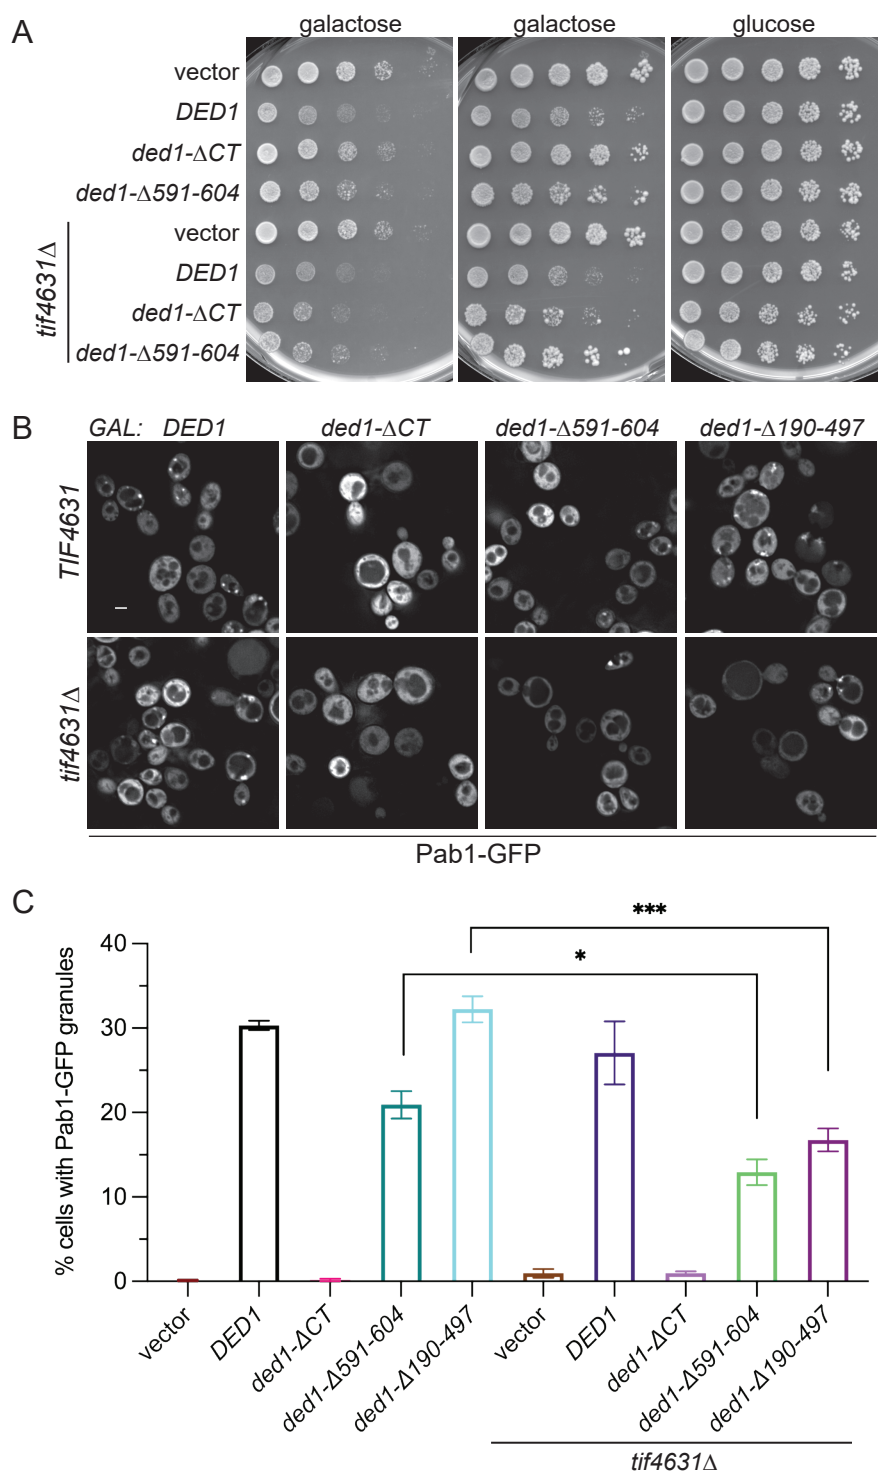 A
galactose galactose glucose
vector
DED1
ded1-ΔCT
ded1-Δ591-604
tif4631Δ
vector
DED1
ded1-ΔCT
ded1-Δ591-604
B
GAL: DED1 ded1-ΔCT ded1-Δ591-604 ded1-Δ190-497
TIF4631
tif4631Δ
Pab1-GFP
C
% cells with Pab1-GFP granules
40
30
20
10
0
***
*
vector DED1 ded1-ΔCT ded1-Δ591-604 ded1-Δ190-497 vector DED1 ded1-ΔCT ded1-Δ591-604 ded1-Δ190-497
tif4631Δ